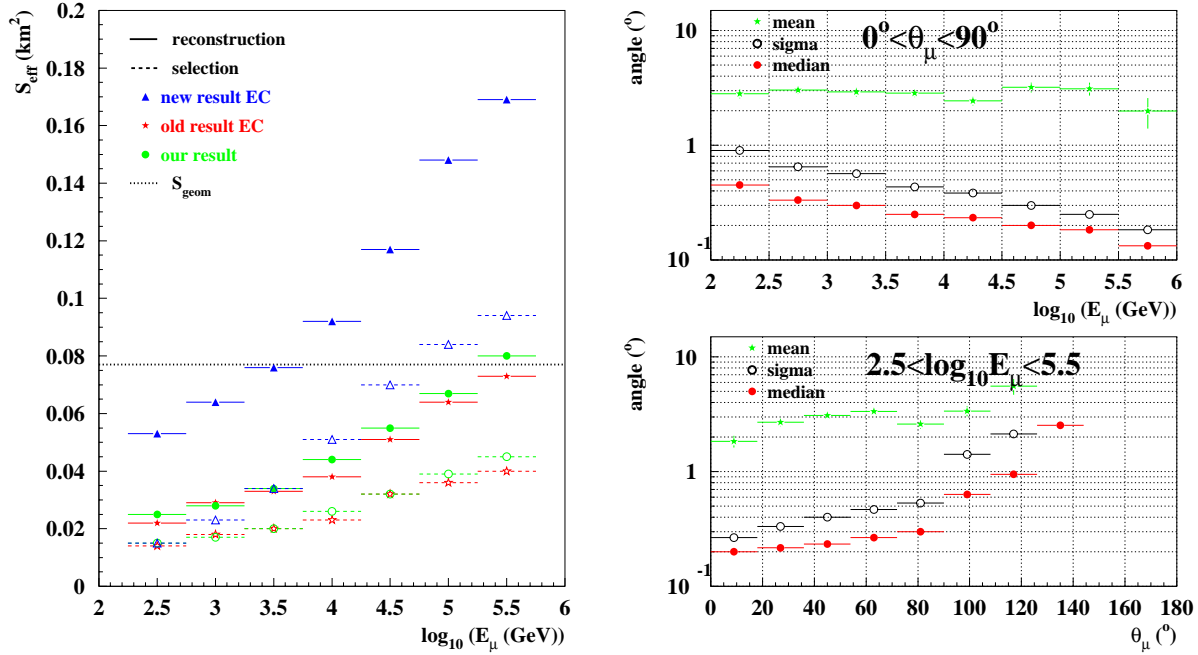 S_eff (km²)
0.2
0.18
0.16
0.14
0.12
0.1
0.08
0.06
0.04
0.02
0
reconstruction
selection
new result EC
old result EC
our result
S_geom
2 2.5 3 3.5 4 4.5 5 5.5 6
log₁₀ (E_μ (GeV))
angle (°)
10
1
10⁻¹
mean
sigma
median
0°<θ_μ<90°
2 2.5 3 3.5 4 4.5 5 5.5 6
log₁₀ (E_μ (GeV))
angle (°)
10
1
10⁻¹
mean
sigma
median
2.5<log₁₀E_μ<5.5
0 20 40 60 80 100 120 140 160 180
θ_μ (°)